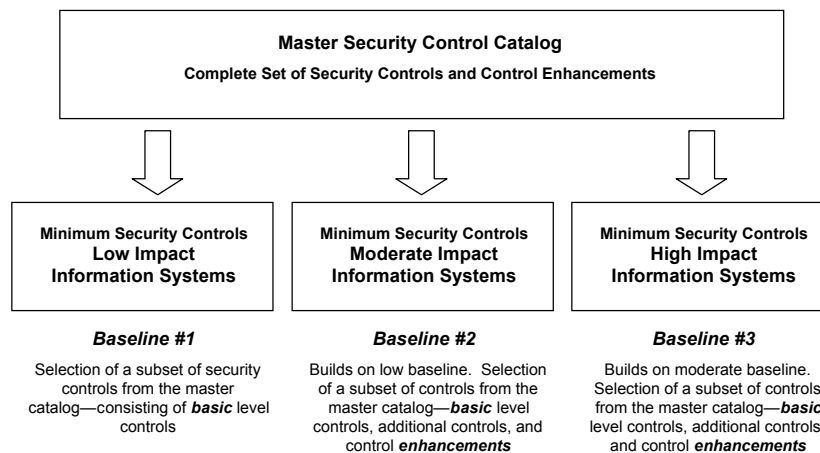 Master Security Control Catalog
Complete Set of Security Controls and Control Enhancements
Minimum Security Controls
Low Impact
Information Systems
Minimum Security Controls
Moderate Impact
Information Systems
Minimum Security Controls
High Impact
Information Systems
Baseline #1
Selection of a subset of security
controls from the master
catalog—consisting of basic level
controls
Baseline #2
Builds on low baseline. Selection
of a subset of controls from the
master catalog—basic level
controls, additional controls, and
control enhancements
Baseline #3
Builds on moderate baseline.
Selection of a subset of controls
from the master catalog—basic
level controls, additional controls,
and control enhancements